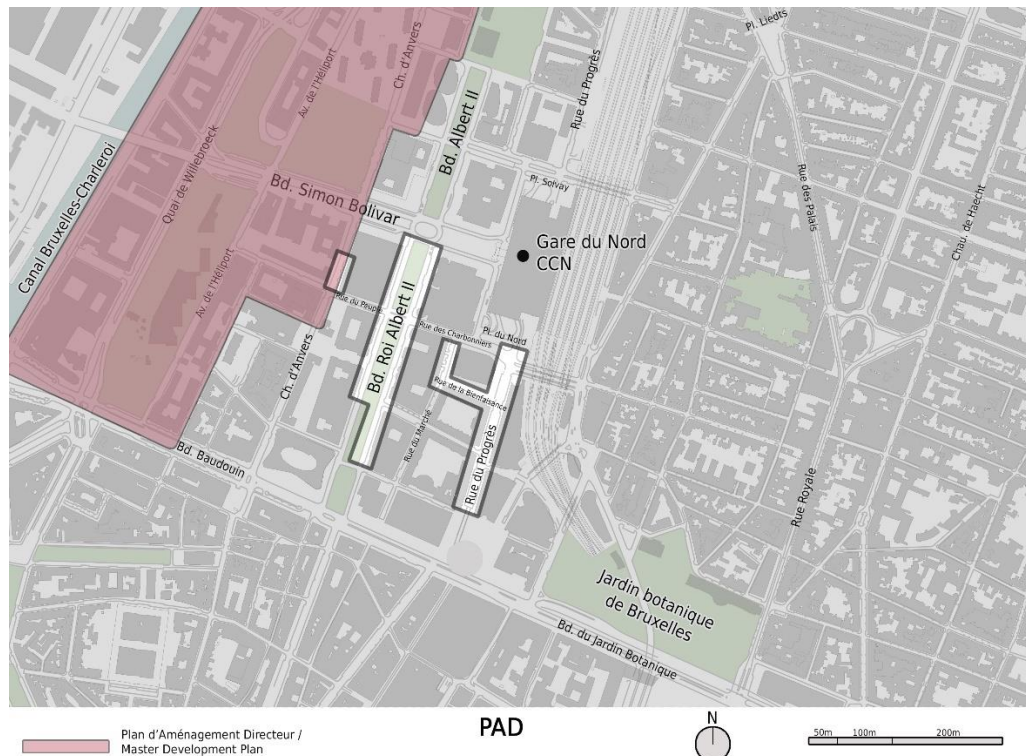 Pl. Liedts
Av. de l'Héliport
Ch. d'Anvers
Rue du Progrès
Bd. Albert II
Canal Bruxelles-Charleroi
Quai de Willebroeck
Pl. Solvay
Rue des Palais
Chau. de Haecht
Bd. Simon Bolivar
Gare du Nord
CCN
Av. de l'Héliport
Rue du Peuple
Bd. Roi Albert II
Rue des Charbonniers
Pl. du Nord
Ch. d'Anvers
Rue de la Bienfaisance
Rue du Marché
Bd. Baudouin
Rue du Progrès
Rue Royale
Jardin botanique
de Bruxelles
Bd. du Jardin Botanique
Plan d'Aménagement Directeur /
Master Development Plan
PAD
N
50m 100m 200m